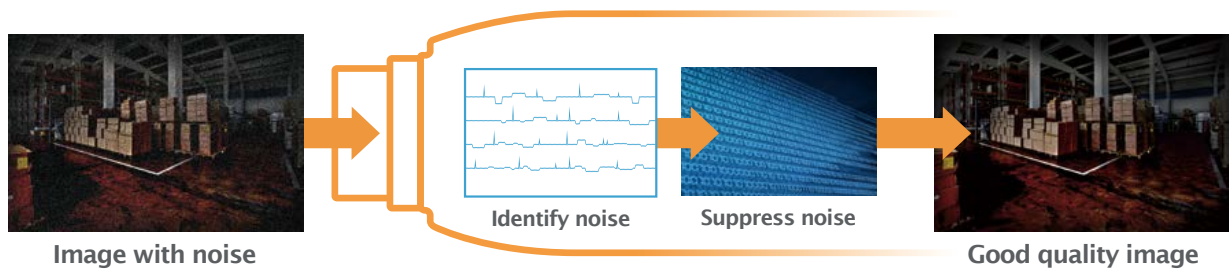 Identify noise
Suppress noise
Image with noise
Good quality image